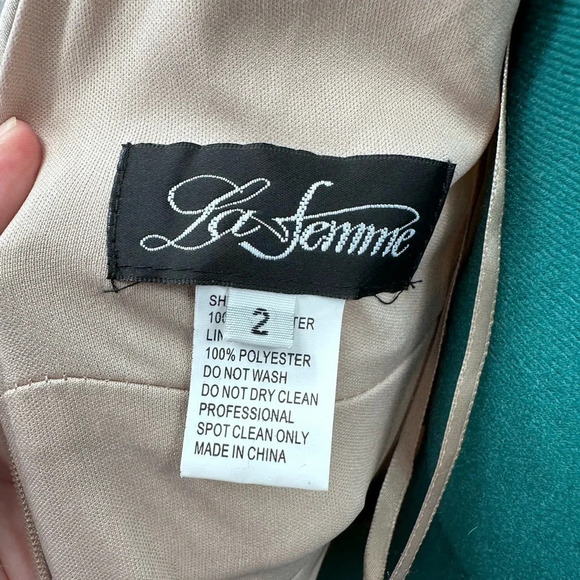 La Femme
2
100% POLYESTER
DO NOT WASH
DO NOT DRY CLEAN
PROFESSIONAL
SPOT CLEAN ONLY
MADE IN CHINA